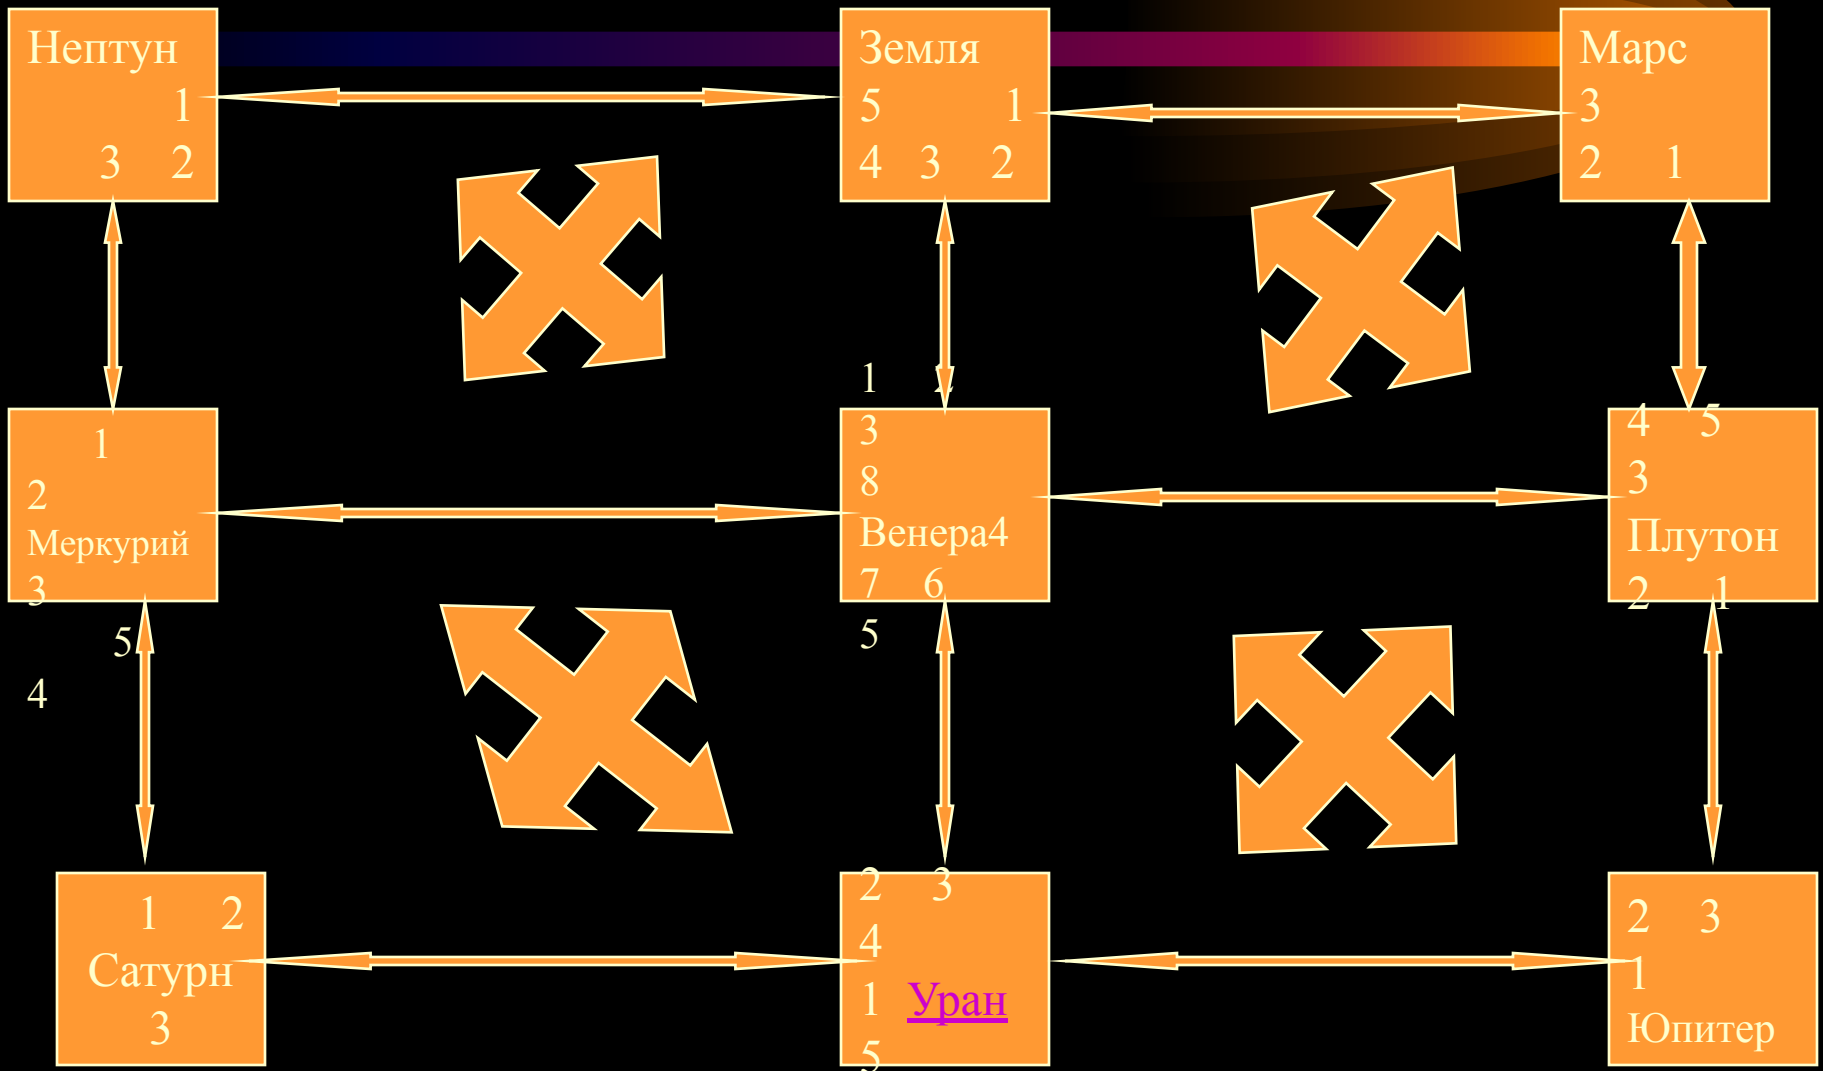 Нептун
1
3 2
Земля
5 1
4 3 2
Марс
3
2 1
1
2
Меркурий
3
5
4
1 2
3
8
Венера4
7 6
5
4 5
3
Плутон
2 1
1 2
Сатурн
3
2 3
4
1 Уран
5
2 3
1
Юпитер